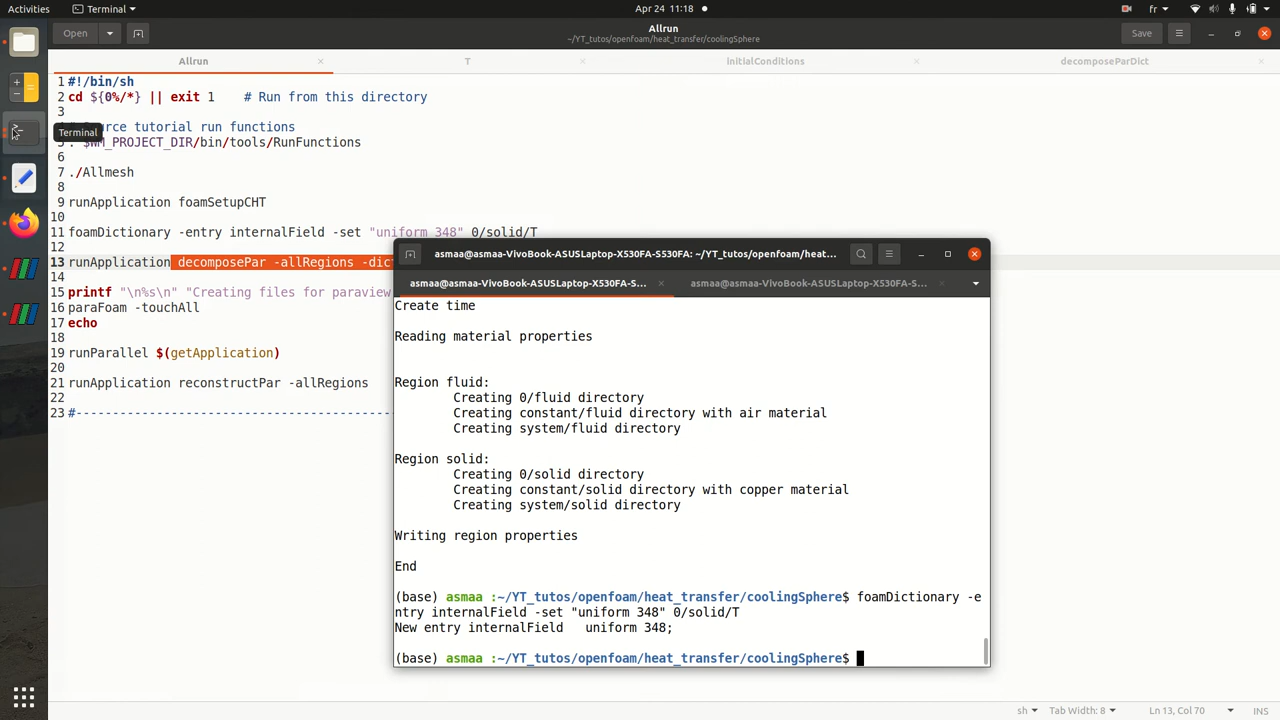 Activities
Terminal
Apr 24 11:18
fr
Open
Allrun
~/YT_tutos/openfoam/heat_transfer/coolingSphere
Save
Allrun
T
initialConditions
decomposeParDict
1 #!/bin/sh
2 cd ${0%/*} || exit 1    # Run from this directory
3
ource tutorial run functions
Terminal
5 . $WM_PROJECT_DIR/bin/tools/RunFunctions
6
7 ./Allmesh
8
9 runApplication foamSetupCHT
10
11 foamDictionary -entry internalField -set "uniform 348" 0/solid/T
12
13 runApplication decomposePar -allRegions -dict
14
15 printf "\n%s\n" "Creating files for paraview
16 paraFoam -touchAll
17 echo
18
19 runParallel $(getApplication)
20
21 runApplication reconstructPar -allRegions
22
23 #--------------------------------------------
asmaa@asmaa-VivoBook-ASUSLaptop-X530FA-S530FA: ~/YT_tutos/openfoam/heat...
asmaa@asmaa-VivoBook-ASUSLaptop-X530FA-S...
asmaa@asmaa-VivoBook-ASUSLaptop-X530FA-S...
Create time
Reading material properties
Region fluid:
Creating 0/fluid directory
Creating constant/fluid directory with air material
Creating system/fluid directory
Region solid:
Creating 0/solid directory
Creating constant/solid directory with copper material
Creating system/solid directory
Writing region properties
End
(base) asmaa :~/YT_tutos/openfoam/heat_transfer/coolingSphere$ foamDictionary -e
ntry internalField -set "uniform 348" 0/solid/T
New entry internalField   uniform 348;
(base) asmaa :~/YT_tutos/openfoam/heat_transfer/coolingSphere$
sh
Tab Width: 8
Ln 13, Col 70
INS